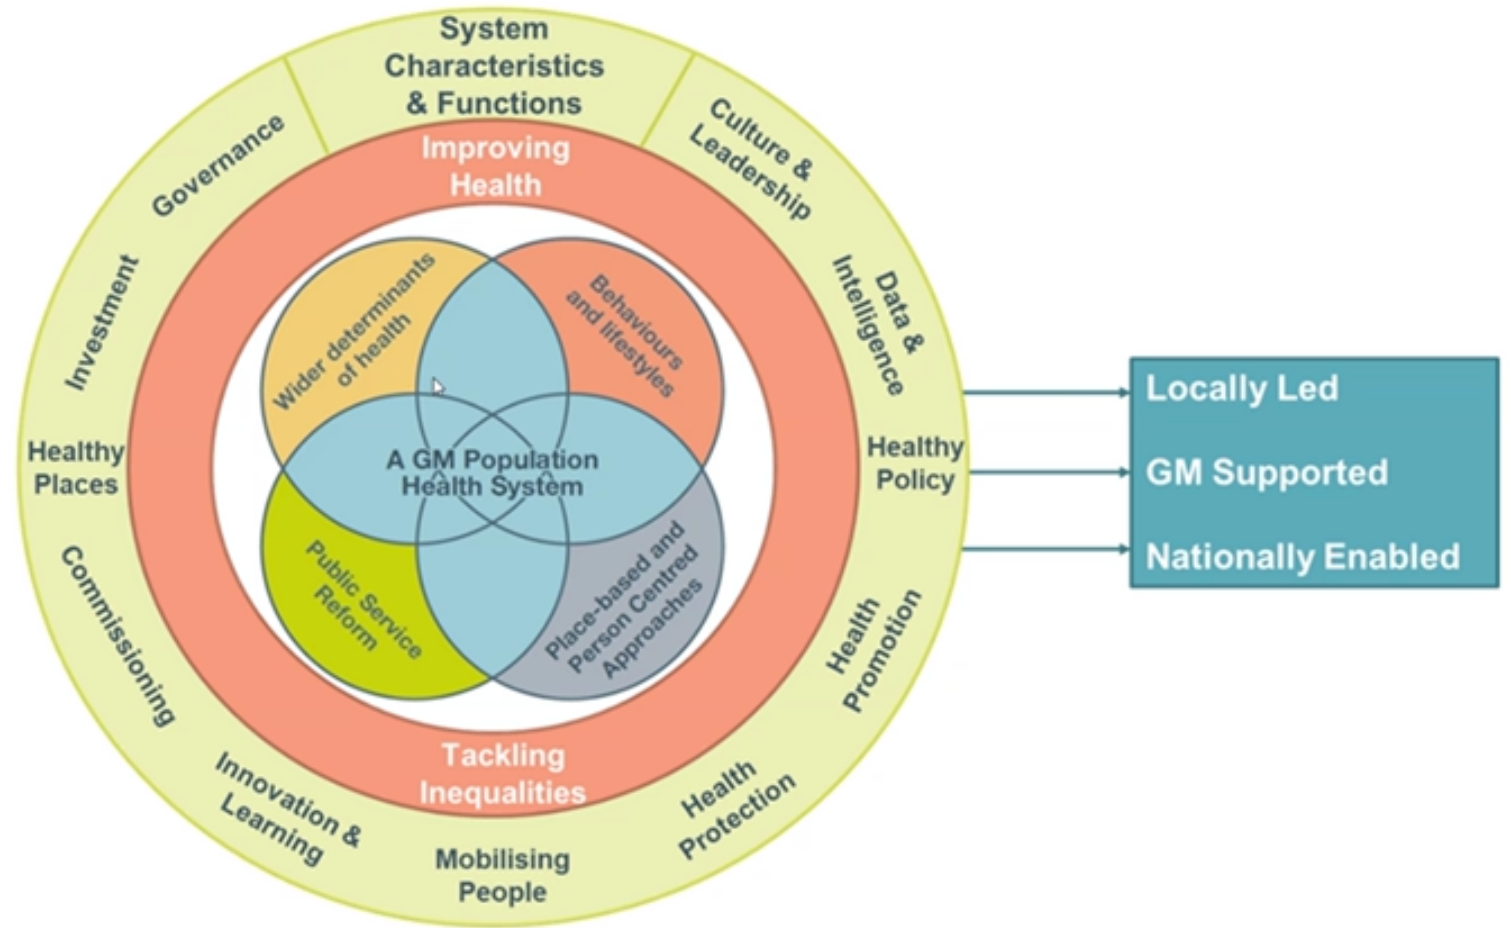 System
Characteristics
& Functions
Culture &
Leadership
Data &
Intelligence
Healthy
Policy
Health
Promotion
Health
Protection
Mobilising
People
Innovation &
Learning
Commissioning
Healthy
Places
Investment
Governance
Improving
Health
Tackling
Inequalities
Wider determinants
of health
Behaviours
and lifestyles
A GM Population
Health System
Public Service
Reform
Place-based and
Person Centred
Approaches
Locally Led
GM Supported
Nationally Enabled